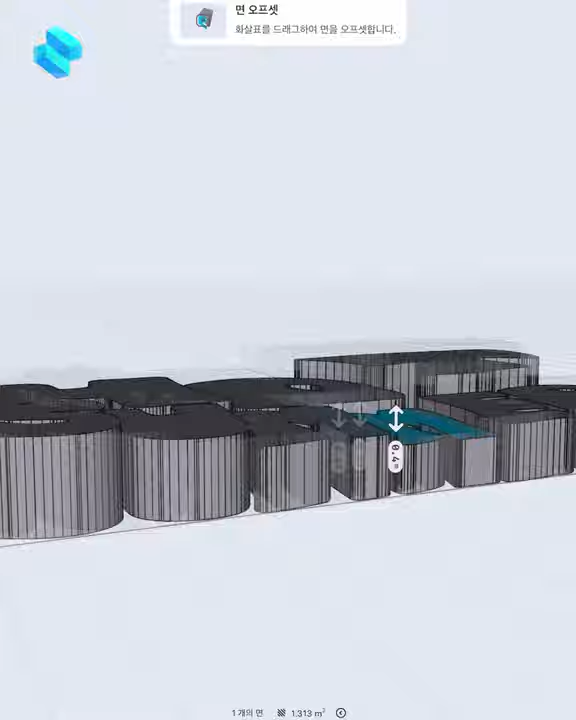 면 오프셋
화살표를 드래그하여 면을 오프셋합니다.
1 개의 면 1.313 m²